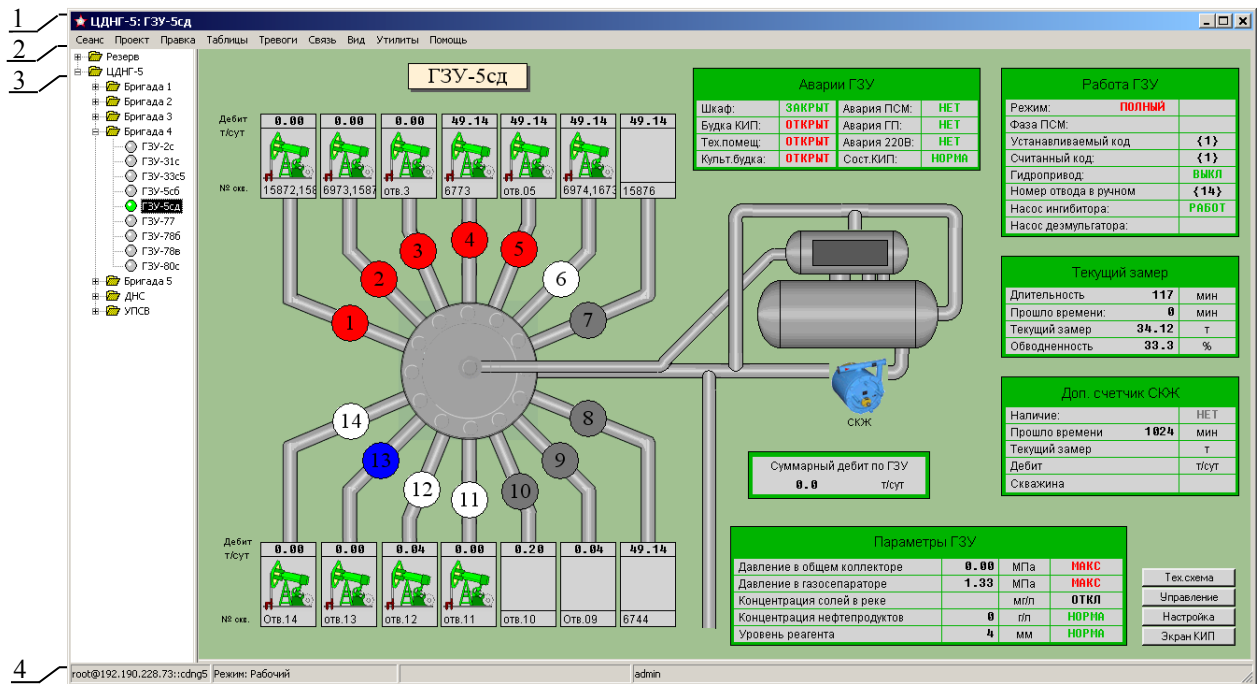 1
ЦДНГ-5: ГЗУ-5сд
2
Сеанс Проект Правка Таблицы Тревоги Связь Вид Утилиты Помощь
3
Резерв
ЦДНГ-5
Бригада 1
Бригада 2
Бригада 3
Бригада 4
ГЗУ-2с
ГЗУ-31с
ГЗУ-33с5
ГЗУ-5сб
ГЗУ-5сд
ГЗУ-77
ГЗУ-78б
ГЗУ-78в
ГЗУ-80с
Бригада 5
ДНС
УПСВ
ГЗУ-5сд
Дебит
т/сут
0.00 0.00 0.00 49.14 49.14 49.14 49.14
№ скв.
15872,158 6973,1587 отв.3 6773 отв.05 6974,1673 15876
1
2
3
4
5
6
7
8
9
10
11
12
13
14
Дебит
т/сут
0.00 0.00 0.04 0.00 0.20 0.04 49.14
№ скв.
Отв.14 отв.13 отв.12 отв.11 отв.10 Отв.09 6744
Аварии ГЗУ
Шкаф: ЗАКРЫТ Авария ПСМ: НЕТ
Будка КИП: ОТКРЫТ Авария ГП: НЕТ
Тех.помещ: ОТКРЫТ Авария 220В: НЕТ
Культ.будка: ОТКРЫТ Сост.КИП: НОРМА
Работа ГЗУ
Режим: ПОЛНЫЙ
Фаза ПСМ:
Устанавливаемый код {1}
Считанный код: {1}
Гидропривод: ВЫКЛ
Номер отвода в ручном {14}
Насос ингибитора: РАБОТ
Насос деэмульгатора:
Текущий замер
Длительность 117 мин
Прошло времени: 0 мин
Текущий замер 34.12 т
Обводненность 33.3 %
СКЖ
Доп. счетчик СКЖ
Наличие: НЕТ
Прошло времени 1024 мин
Текущий замер т
Дебит т/сут
Скважина
Суммарный дебит по ГЗУ
0.0 т/сут
Параметры ГЗУ
Давление в общем коллекторе 0.00 МПа МАКС
Давление в газосепараторе 1.33 МПа МАКС
Концентрация солей в реке мг/л ОТКЛ
Концентрация нефтепродуктов 0 г/л НОРМА
Уровень реагента 4 мм НОРМА
Тех.схема
Управление
Настройка
Экран КИП
4
root@192.190.228.73::cdng5 Режим: Рабочий admin